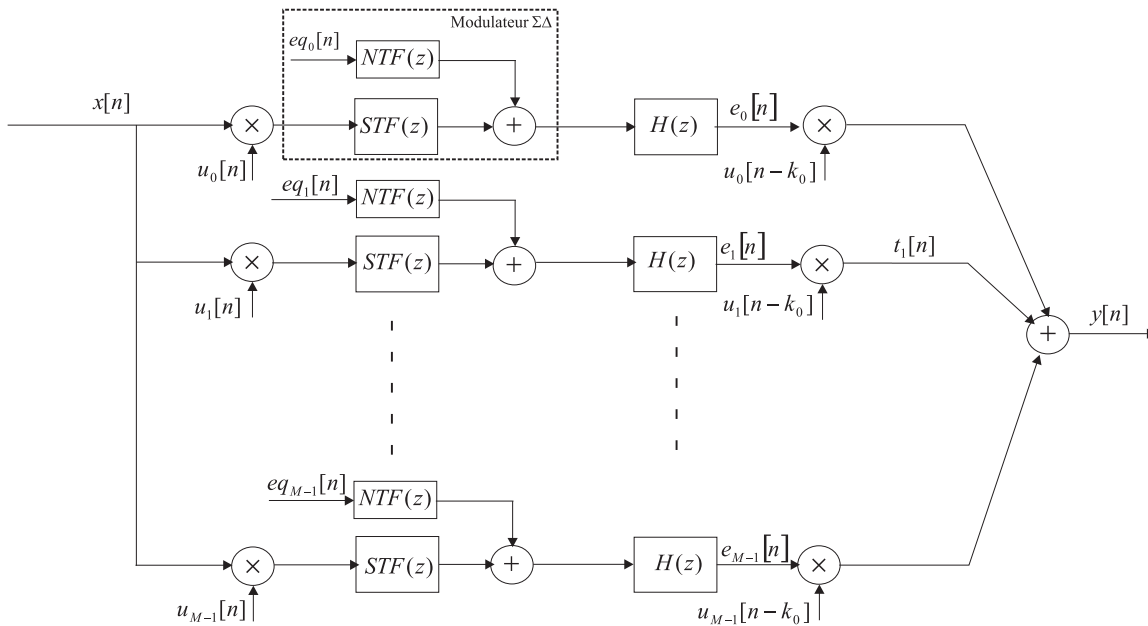 Modulateur ΣΔ
eq₀[n]
NTF(z)
x[n]
×
STF(z)
+
H(z)
e₀[n]
×
u₀[n]
u₀[n−k₀]
eq₁[n]
NTF(z)
×
STF(z)
+
H(z)
e₁[n]
×
t₁[n]
u₁[n]
u₁[n−k₀]
+
y[n]
eq_{M−1}[n]
NTF(z)
×
STF(z)
+
H(z)
e_{M−1}[n]
×
u_{M−1}[n]
u_{M−1}[n−k₀]